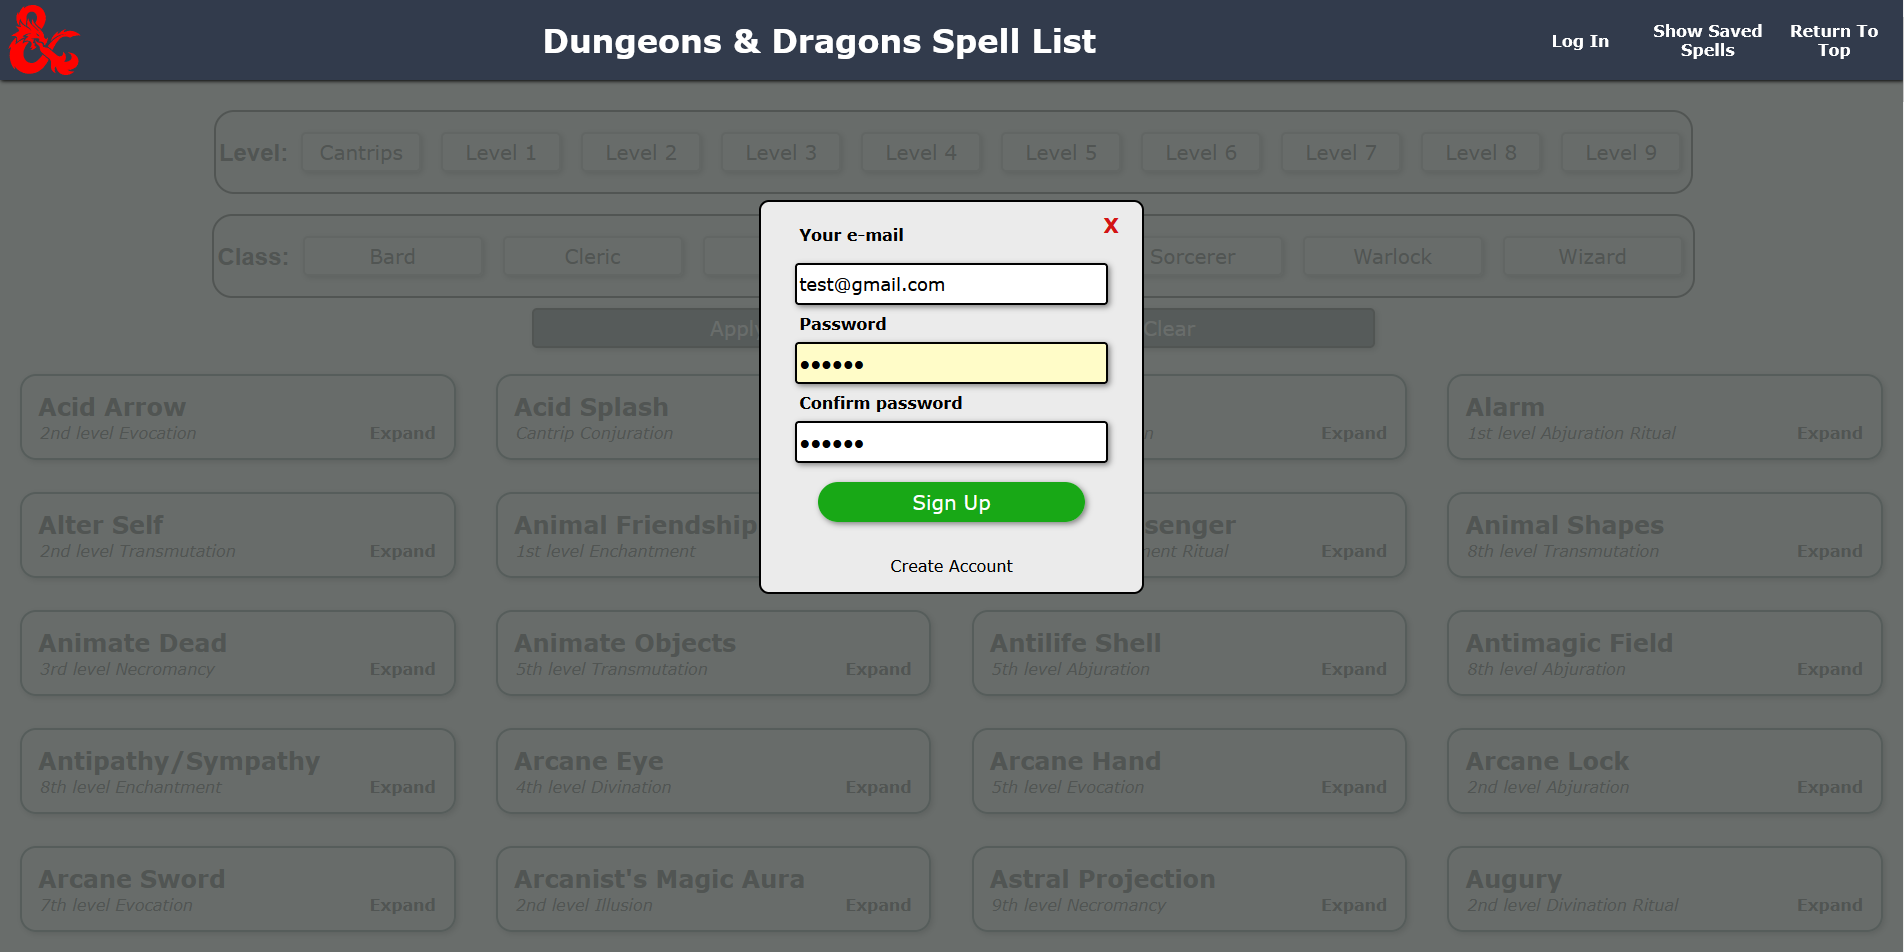 Dungeons & Dragons Spell List
Log In
Show Saved
Spells
Return To
Top
Level:
Cantrips
Level 1
Level 2
Level 3
Level 4
Level 5
Level 6
Level 7
Level 8
Level 9
Class:
Bard
Cleric
Sorcerer
Warlock
Wizard
Clear
X
Your e-mail
test@gmail.com
Password
••••••
Confirm password
••••••
Sign Up
Create Account
Acid Arrow
2nd level Evocation
Expand
Acid Splash
Cantrip Conjuration
Expand
Alarm
1st level Abjuration Ritual
Expand
Alter Self
2nd level Transmutation
Expand
Animal Friendship
1st level Enchantment
Ritual
Expand
Animal Shapes
8th level Transmutation
Expand
Animate Dead
3rd level Necromancy
Expand
Animate Objects
5th level Transmutation
Expand
Antilife Shell
5th level Abjuration
Expand
Antimagic Field
8th level Abjuration
Expand
Antipathy/Sympathy
8th level Enchantment
Expand
Arcane Eye
4th level Divination
Expand
Arcane Hand
5th level Evocation
Expand
Arcane Lock
2nd level Abjuration
Expand
Arcane Sword
7th level Evocation
Expand
Arcanist's Magic Aura
2nd level Illusion
Expand
Astral Projection
9th level Necromancy
Expand
Augury
2nd level Divination Ritual
Expand